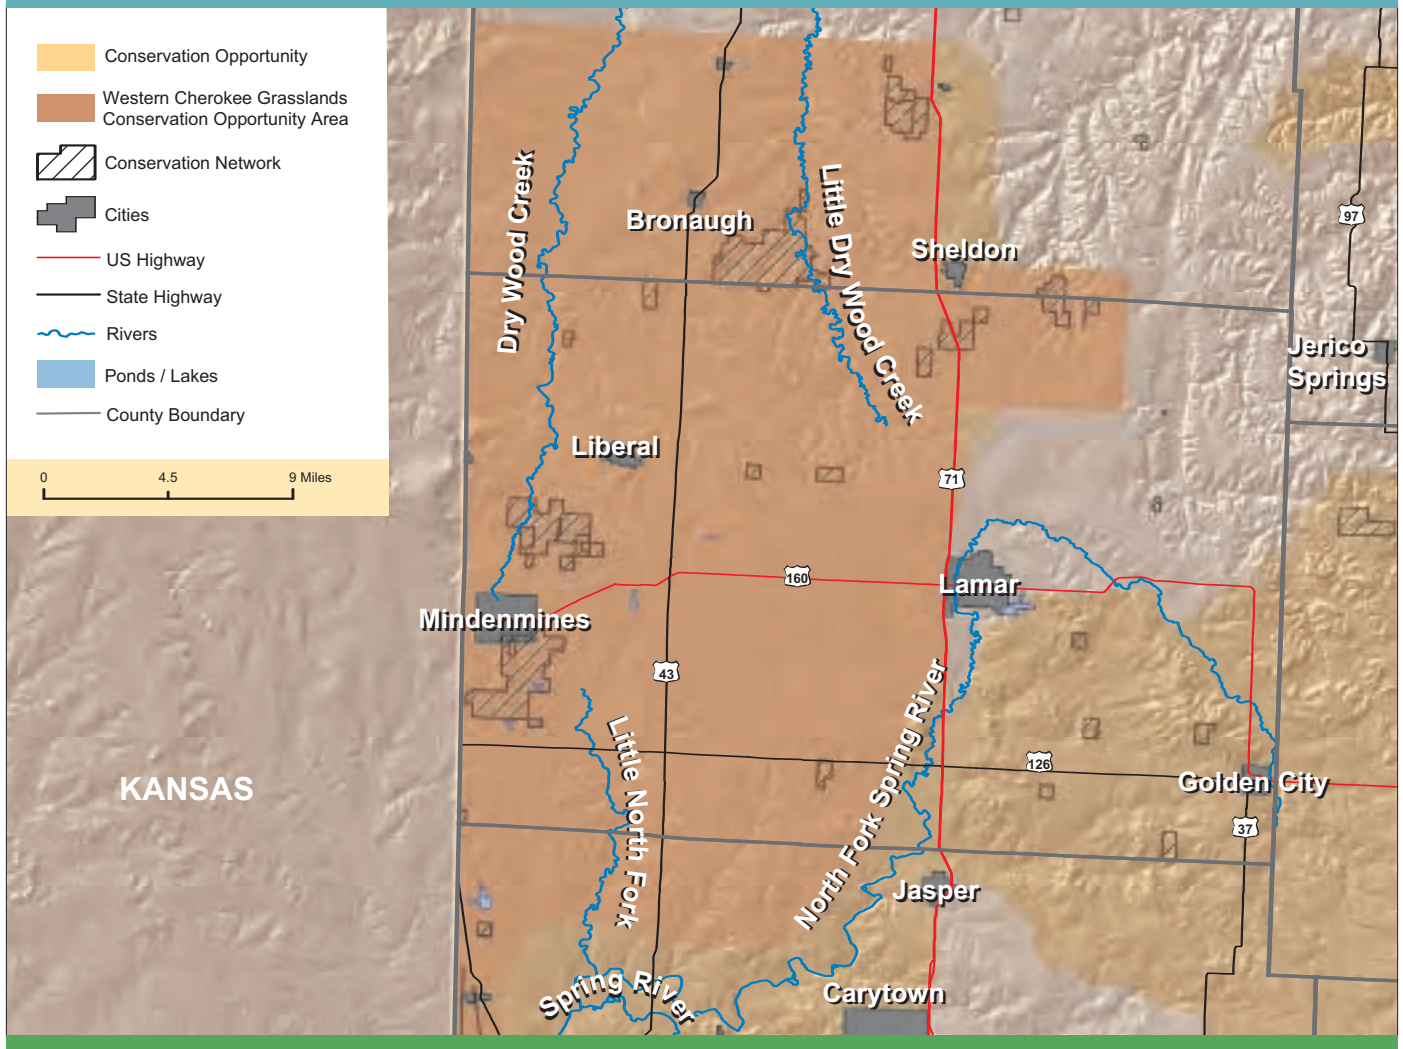 Conservation Opportunity
Western Cherokee Grasslands
Conservation Opportunity Area
Conservation Network
Cities
US Highway
State Highway
Rivers
Ponds / Lakes
County Boundary
0 4.5 9 Miles
Dry Wood Creek
Little Dry Wood Creek
Bronaugh
Sheldon
97
Jerico
Springs
Liberal
71
160
Lamar
Mindenmines
43
Little North Fork
North Fork Spring River
KANSAS
126
Golden City
37
Jasper
Spring River
Carytown